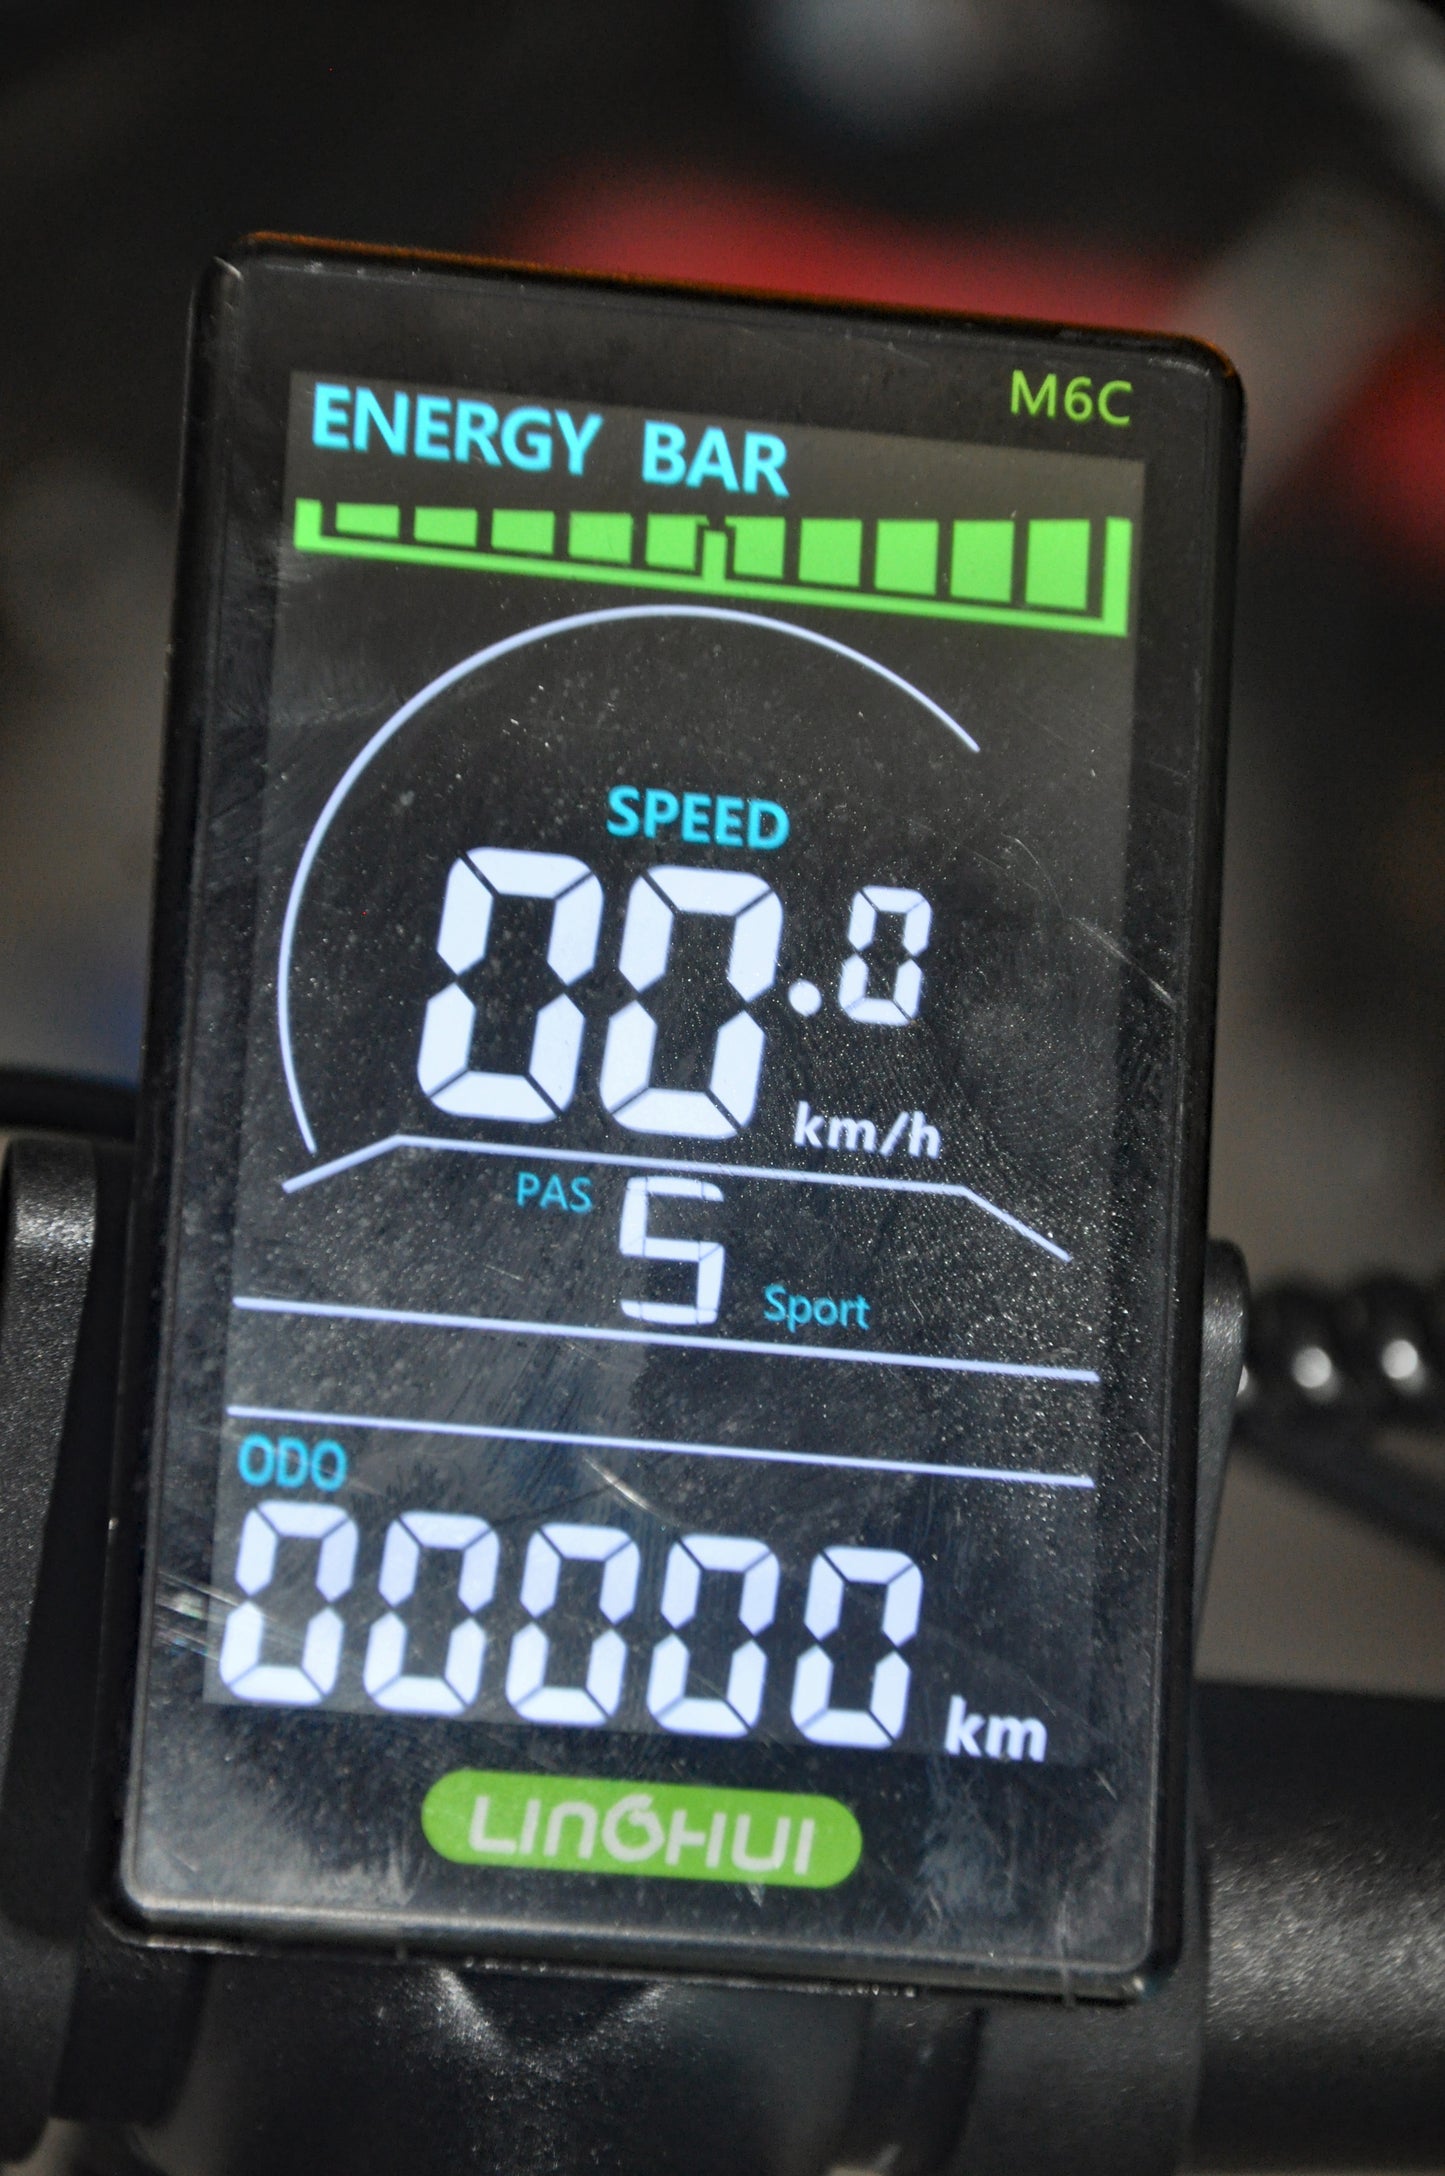 M6C
ENERGY BAR
SPEED
00.0
km/h
PAS 5 Sport
ODO
00000 km
LINGHUI